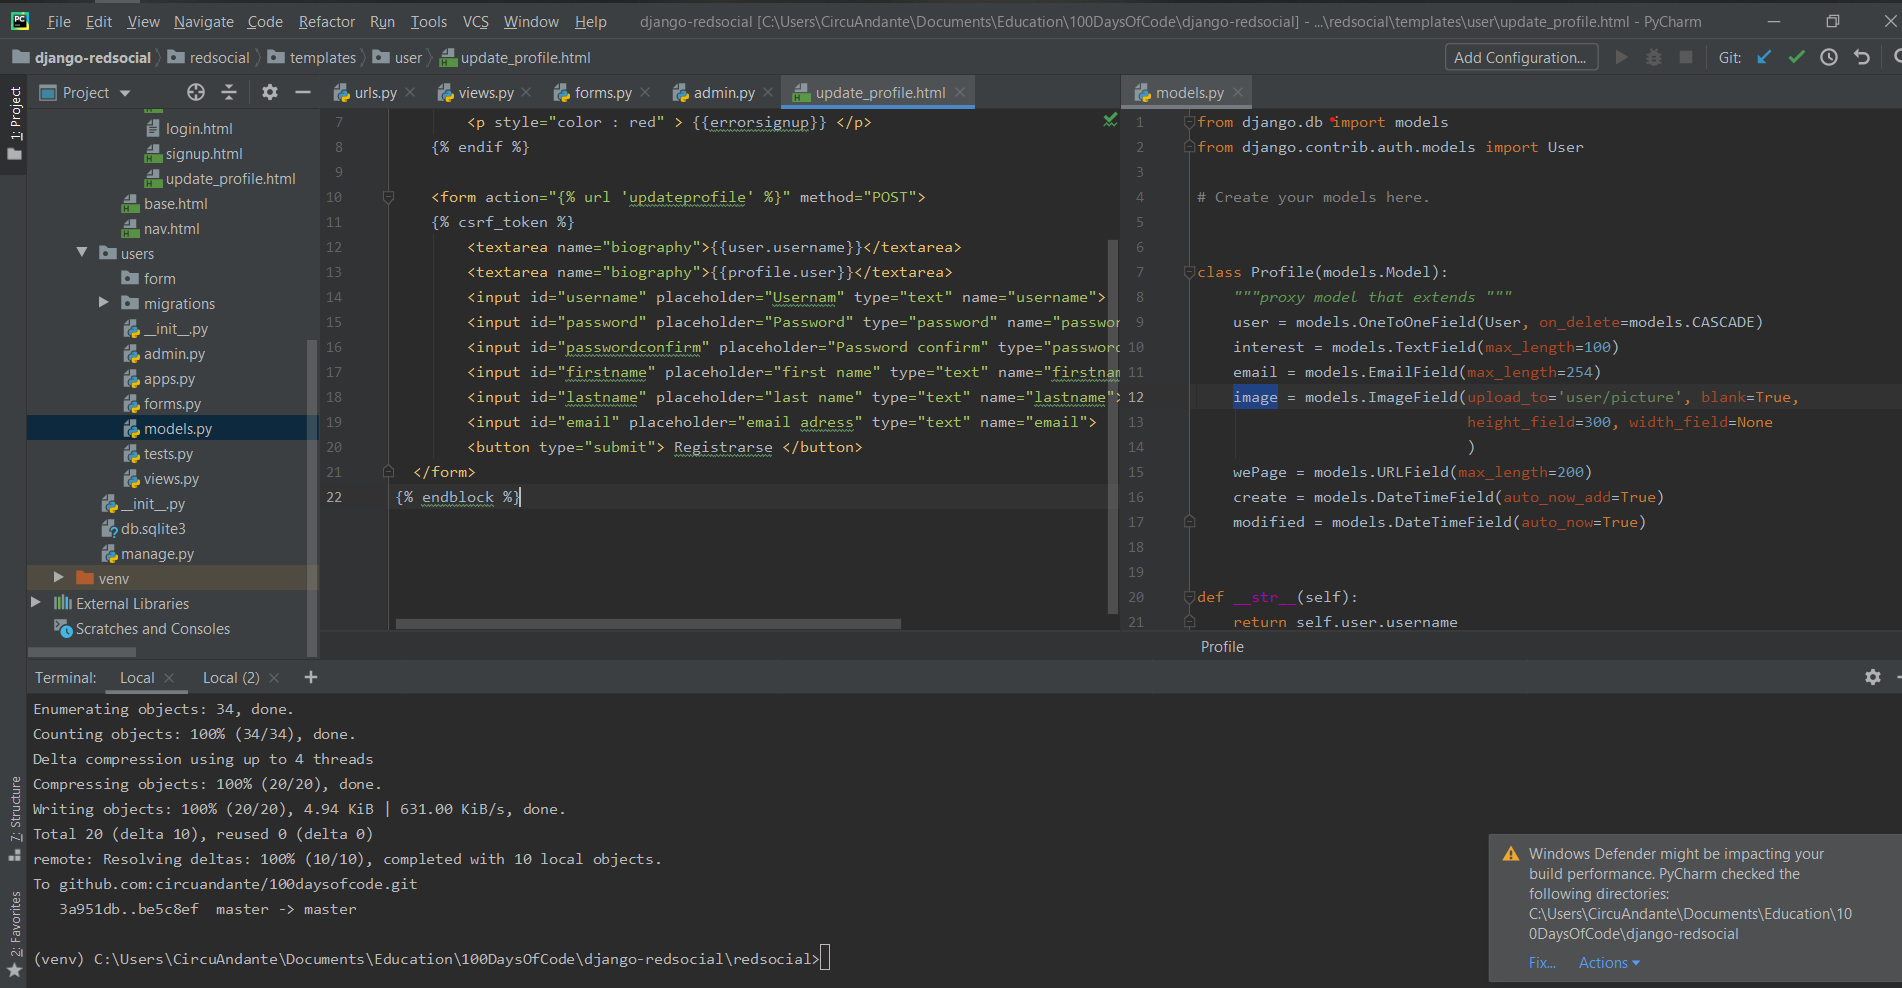 File Edit View Navigate Code Refactor Run Tools VCS Window Help django-redsocial [C:\Users\CircuAndante\Documents\Education\100DaysOfCode\django-redsocial] - ...\redsocial\templates\user\update_profile.html - PyCharm
django-redsocial redsocial templates user update_profile.html Add Configuration... Git:
1: Project
Project urls.py views.py forms.py admin.py update_profile.html models.py
login.html
signup.html
update_profile.html
base.html
nav.html
users
form
migrations
__init__.py
admin.py
apps.py
forms.py
models.py
tests.py
views.py
__init__.py
db.sqlite3
manage.py
venv
External Libraries
Scratches and Consoles
7 <p style="color : red" > {{errorsignup}} </p>
8 {% endif %}
9
10 <form action="{% url 'updateprofile' %}" method="POST">
11 {% csrf_token %}
12 <textarea name="biography">{{user.username}}</textarea>
13 <textarea name="biography">{{profile.user}}</textarea>
14 <input id="username" placeholder="Usernam" type="text" name="username">
15 <input id="password" placeholder="Password" type="password" name="passwor
16 <input id="passwordconfirm" placeholder="Password confirm" type="password
17 <input id="firstname" placeholder="first name" type="text" name="firstnam
18 <input id="lastname" placeholder="last name" type="text" name="lastname">
19 <input id="email" placeholder="email adress" type="text" name="email">
20 <button type="submit"> Registrarse </button>
21 </form>
22 {% endblock %}
1 from django.db import models
2 from django.contrib.auth.models import User
3
4 # Create your models here.
5
6
7 class Profile(models.Model):
8 """proxy model that extends """
9 user = models.OneToOneField(User, on_delete=models.CASCADE)
10 interest = models.TextField(max_length=100)
11 email = models.EmailField(max_length=254)
12 image = models.ImageField(upload_to='user/picture', blank=True,
13 height_field=300, width_field=None
14 )
15 wePage = models.URLField(max_length=200)
16 create = models.DateTimeField(auto_now_add=True)
17 modified = models.DateTimeField(auto_now=True)
18
19
20 def __str__(self):
21 return self.user.username
Profile
Terminal: Local Local (2) +
Enumerating objects: 34, done.
Counting objects: 100% (34/34), done.
Delta compression using up to 4 threads
Compressing objects: 100% (20/20), done.
Writing objects: 100% (20/20), 4.94 KiB | 631.00 KiB/s, done.
Total 20 (delta 10), reused 0 (delta 0)
remote: Resolving deltas: 100% (10/10), completed with 10 local objects.
To github.com:circuandante/100daysofcode.git
3a951db..be5c8ef master -> master
(venv) C:\Users\CircuAndante\Documents\Education\100DaysOfCode\django-redsocial\redsocial>
7: Structure
2: Favorites
Windows Defender might be impacting your
build performance. PyCharm checked the
following directories:
C:\Users\CircuAndante\Documents\Education\10
0DaysOfCode\django-redsocial
Fix... Actions